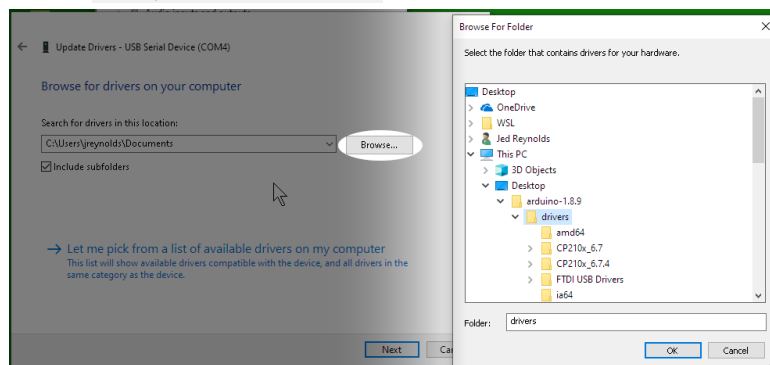 Audio inputs and outputs
Update Drivers - USB Serial Device (COM4)
Browse for drivers on your computer
Search for drivers in this location:
C:\Users\jreynolds\Documents
Browse...
Include subfolders
Let me pick from a list of available drivers on my computer
This list will show available drivers compatible with the device, and all drivers in the
same category as the device.
Next
Browse For Folder
Select the folder that contains drivers for your hardware.
Desktop
OneDrive
WSL
Jed Reynolds
This PC
3D Objects
Desktop
arduino-1.8.9
drivers
amd64
CP210x_6.7
CP210x_6.7.4
FTDI USB Drivers
ia64
Folder:
drivers
OK
Cancel